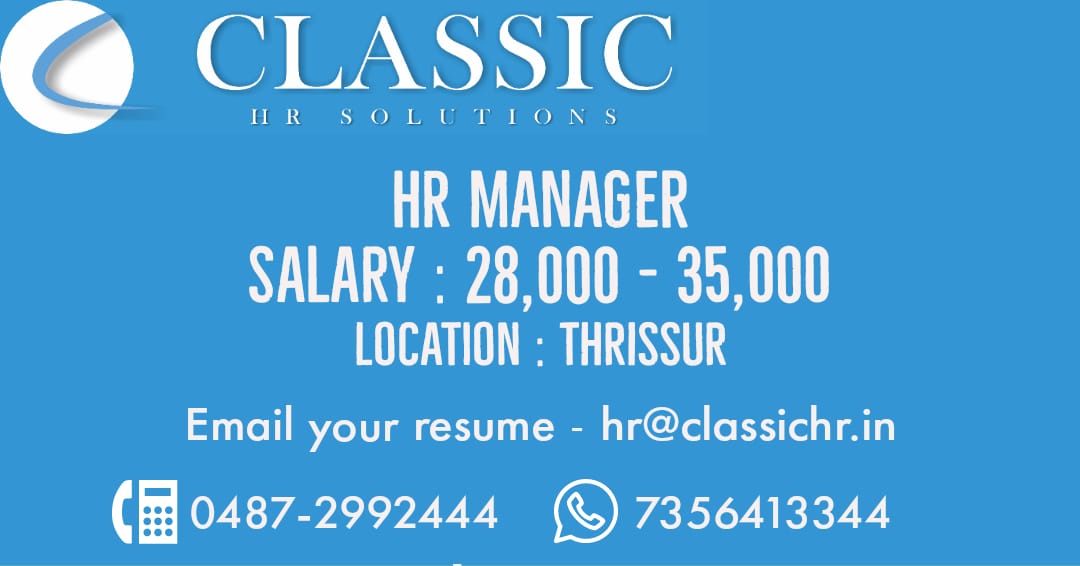 CLASSIC
HR SOLUTIONS
HR MANAGER
SALARY : 28,000 - 35,000
LOCATION : THRISSUR
Email your resume - hr@classichr.in
0487-2992444 7356413344